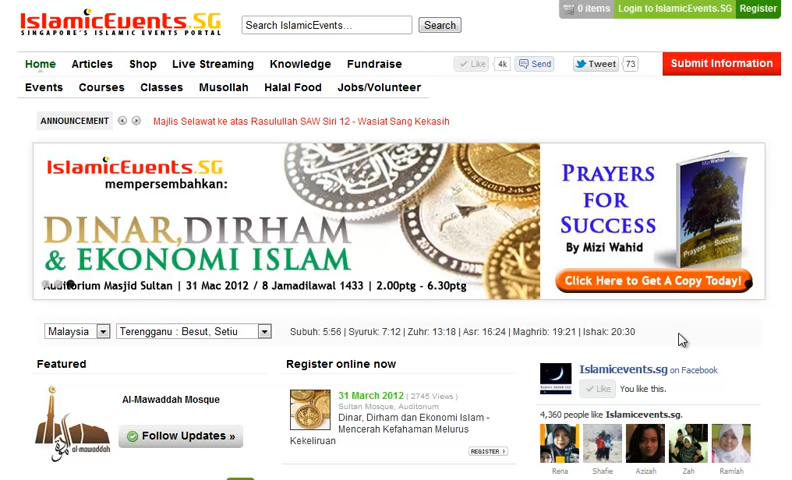 IslamicEvents.SG
SINGAPORE'S ISLAMIC EVENTS PORTAL
Search IslamicEvents...
Search
0 items
Login to IslamicEvents.SG
Register
Home
Articles
Shop
Live Streaming
Knowledge
Fundraise
Like
4k
Send
Tweet
73
Submit Information
Events
Courses
Classes
Musollah
Halal Food
Jobs/Volunteer
ANNOUNCEMENT
Majlis Selawat ke atas Rasulullah SAW Siri 12 - Wasiat Sang Kekasih
IslamicEvents.SG
mempersembahkan:
DINAR, DIRHAM
& EKONOMI ISLAM
Auditorium Masjid Sultan | 31 Mac 2012 / 8 Jamadilawal 1433 | 2.00ptg - 6.30ptg
PRAYERS
FOR
SUCCESS
By Mizi Wahid
Mizi Wahid
Prayers for Success
Click Here to Get A Copy Today!
Malaysia
Terengganu : Besut, Setiu
Subuh: 5:56 | Syuruk: 7:12 | Zuhr: 13:18 | Asr: 16:24 | Maghrib: 19:21 | Ishak: 20:30
Featured
al-mawaddah
Al-Mawaddah Mosque
Follow Updates »
Register online now
31 March 2012 ( 2745 Views )
Sultan Mosque, Auditorium
Dinar, Dirham dan Ekonomi Islam -
Mencerah Kefahaman Melurus
Kekeliruan
REGISTER
Islamicevents.sg on Facebook
Like
You like this.
4,360 people like Islamicevents.sg.
Rena
Shafie
Azizah
Zah
Ramlah